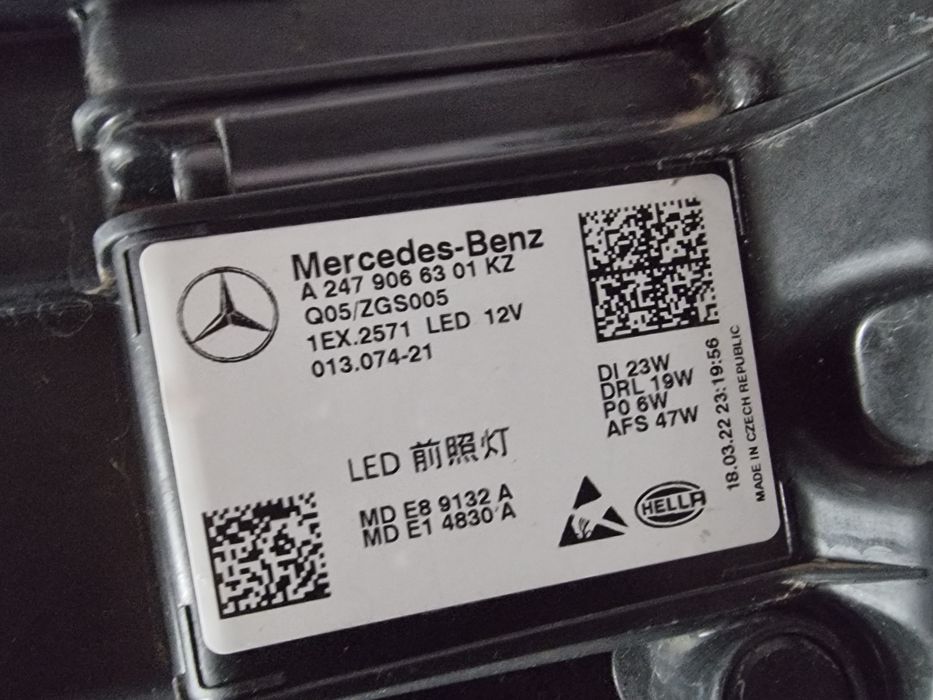 Mercedes-Benz
A 247 906 63 01 KZ
Q05/ZGS005
1EX.2571 LED 12V
013.074-21
DI 23W
DRL 19W
PO 6W
AFS 47W
18.03.22 23:19:56
MADE IN CZECH REPUBLIC
LED 前照灯
MD E8 9132 A
MD E1 4830 A
HELLA